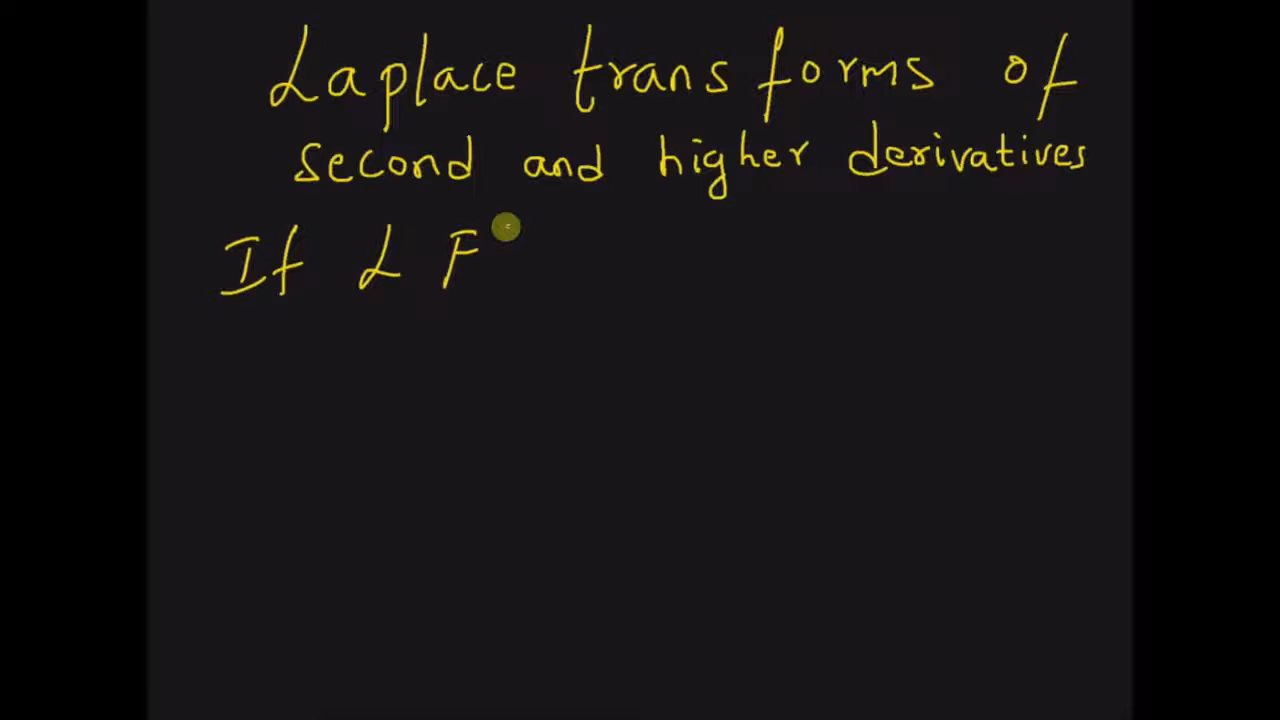 Laplace transforms of
second and higher derivatives
If L F